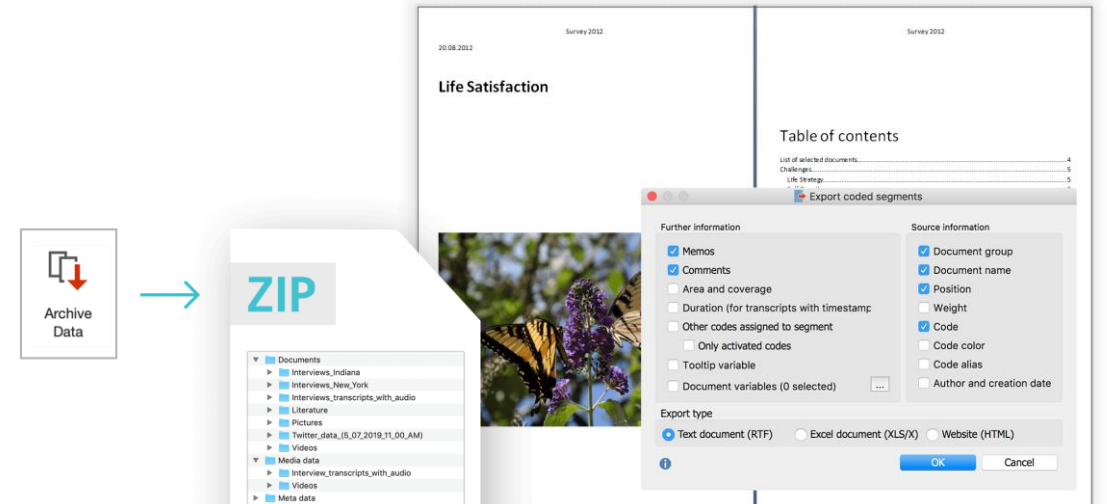 Archive
Data
ZIP
Documents
Interviews_Indiana
Interviews_New_York
Interviews_transcripts_with_audio
Literature
Pictures
Twitter_data_(5_07_2019_11_00_AM)
Videos
Media data
Interview_transcripts_with_audio
Videos
Meta data
Survey 2012
20.08.2012
Life Satisfaction
Survey 2012
Table of contents
List of selected documents 4
Challenges 5
Life Strategy 5
Export coded segments
Further information
Memos
Comments
Area and coverage
Duration (for transcripts with timestamp
Other codes assigned to segment
Only activated codes
Tooltip variable
Document variables (0 selected) ...
Source information
Document group
Document name
Position
Weight
Code
Code color
Code alias
Author and creation date
Export type
Text document (RTF) Excel document (XLS/X) Website (HTML)
OK Cancel